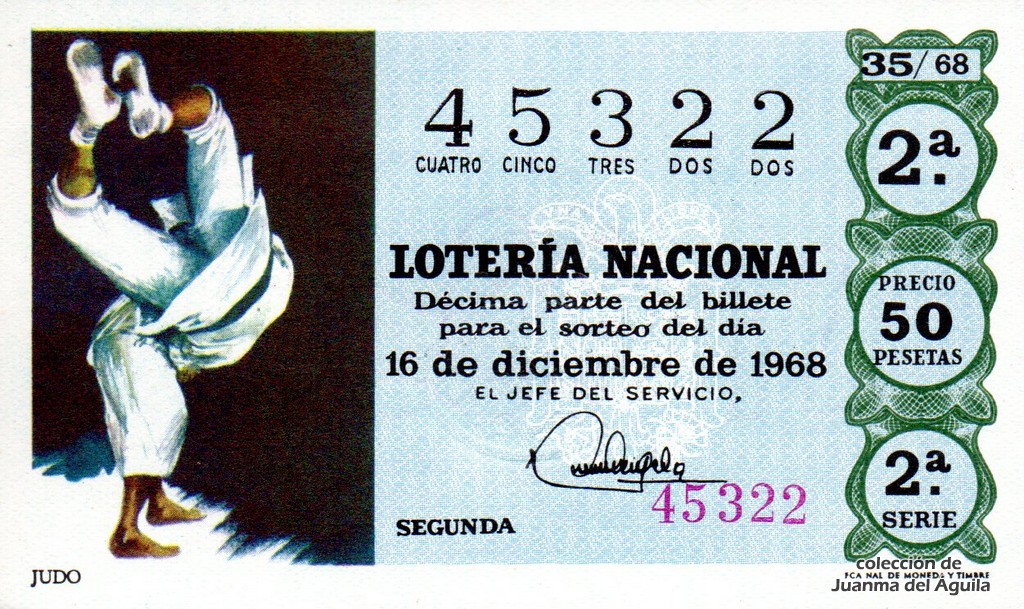 35/68
4 5 3 2 2
CUATRO CINCO TRES DOS DOS
2.ª
LOTERÍA NACIONAL
Décima parte del billete
para el sorteo del día
16 de diciembre de 1968
EL JEFE DEL SERVICIO,
PRECIO
50
PESETAS
45322
SEGUNDA
2.ª
SERIE
JUDO
FCA NAL DE MONEDA Y TIMBRE
colección de
Juanma del Aguila